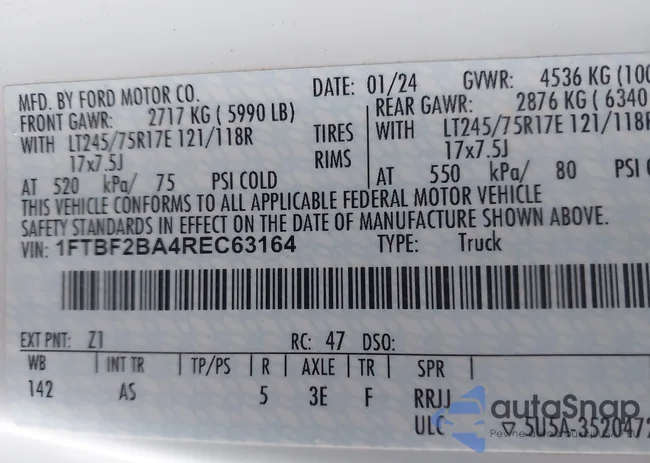 MFD. BY FORD MOTOR CO. DATE: 01/24 GVWR: 4536 KG (100
FRONT GAWR: 2717 KG ( 5990 LB) REAR GAWR: 2876 KG ( 6340
WITH LT245/75R17E 121/118R TIRES WITH LT245/75R17E 121/118R
17x7.5J RIMS 17x7.5J
AT 520 kPa/ 75 PSI COLD AT 550 kPa/ 80 PSI
THIS VEHICLE CONFORMS TO ALL APPLICABLE FEDERAL MOTOR VEHICLE
SAFETY STANDARDS IN EFFECT ON THE DATE OF MANUFACTURE SHOWN ABOVE.
VIN: 1FTBF2BA4REC63164 TYPE: Truck
EXT PNT: Z1 RC: 47 DSO:
WB INT TR TP/PS R AXLE TR SPR
142 AS 5 3E F RRJJ
ULC 5U5A-3520472
autoSnap